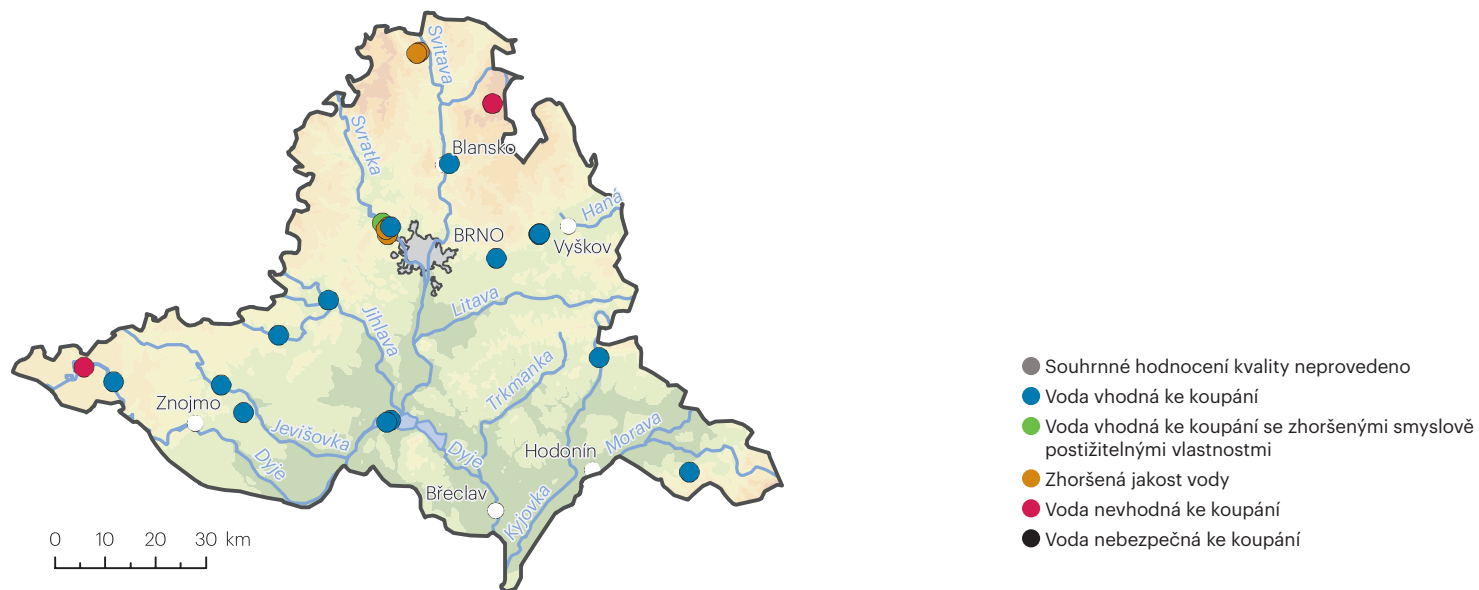 Svitava
Svratka
Blansko
Haná
BRNO
Vyškov
Litava
Jihlava
Trkmanka
Znojmo
Jevišovka
Dyje
Dyje
Hodonín
Morava
Břeclav
Kyjovka
0 10 20 30 km
Souhrnné hodnocení kvality neprovedeno
Voda vhodná ke koupání
Voda vhodná ke koupání se zhoršenými smyslově
postižitelnými vlastnostmi
Zhoršená jakost vody
Voda nevhodná ke koupání
Voda nebezpečná ke koupání